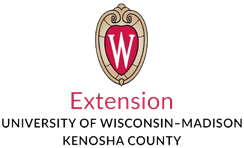 W
Extension
UNIVERSITY OF WISCONSIN–MADISON
KENOSHA COUNTY